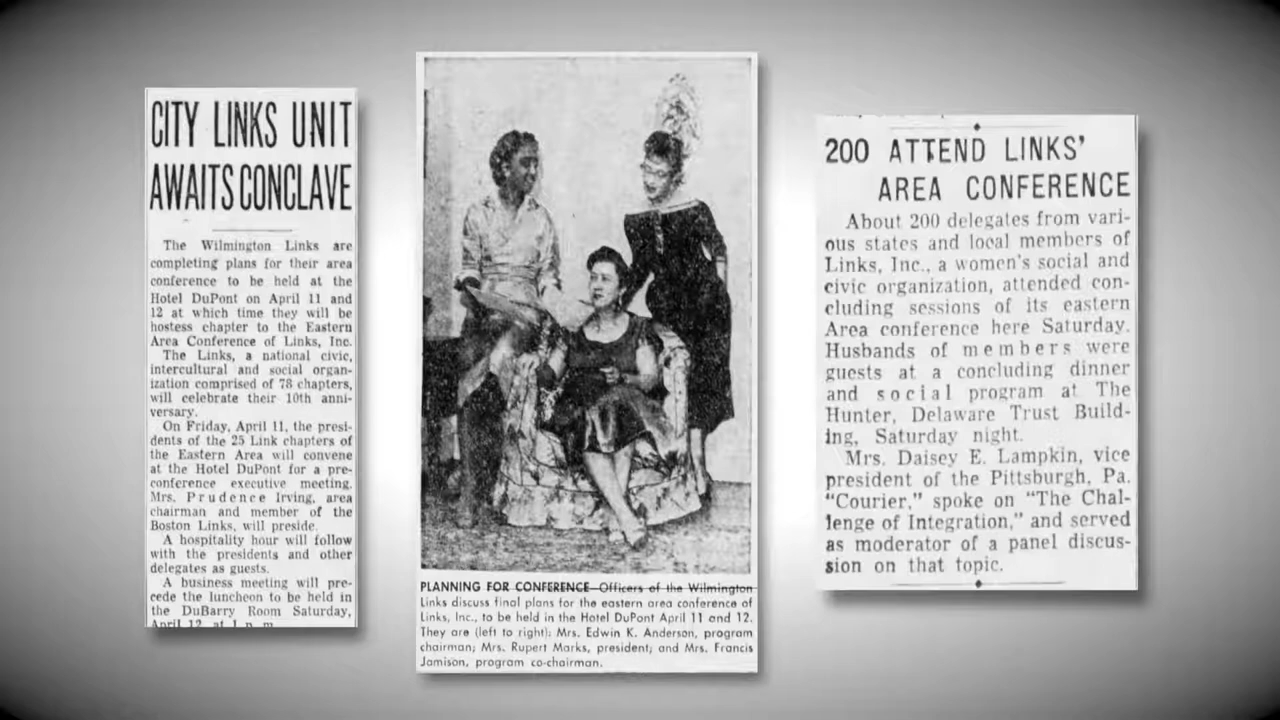 CITY LINKS UNIT
AWAITS CONCLAVE
The Wilmington Links are
completing plans for their area
conference to be held at the
Hotel DuPont on April 11 and
12 at which time they will be
hostess chapter to the Eastern
Area Conference of Links, Inc.
The Links, a national civic,
intercultural and social organ-
ization comprised of 78 chapters,
will celebrate their 10th anni-
versary.
On Friday, April 11, the presi-
dents of the 25 Link chapters of
the Eastern Area will convene
at the Hotel DuPont for a pre-
conference executive meeting.
Mrs. Prudence Irving, area
chairman and member of the
Boston Links, will preside.
A hospitality hour will follow
with the presidents and other
delegates as guests.
A business meeting will pre-
cede the luncheon to be held in
the DuBarry Room Saturday,
April 12, at 1 p m
PLANNING FOR CONFERENCE—Officers of the Wilmington
Links discuss final plans for the eastern area conference of
Links, Inc., to be held in the Hotel DuPont April 11 and 12.
They are (left to right): Mrs. Edwin K. Anderson, program
chairman; Mrs. Rupert Marks, president; and Mrs. Francis
Jamison, program co-chairman.
200 ATTEND LINKS'
AREA CONFERENCE
About 200 delegates from vari-
ous states and local members of
Links, Inc., a women's social and
civic organization, attended con-
cluding sessions of its eastern
Area conference here Saturday.
Husbands of members were
guests at a concluding dinner
and social program at The
Hunter, Delaware Trust Build-
ing, Saturday night.
Mrs. Daisey E. Lampkin, vice
president of the Pittsburgh, Pa.
"Courier," spoke on "The Chal-
lenge of Integration," and served
as moderator of a panel discus-
sion on that topic.